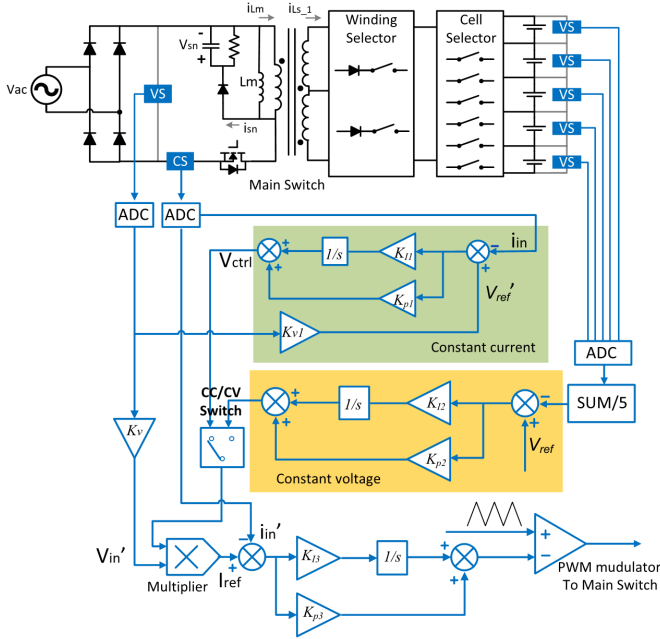 iLm
iLs_1
Winding
Selector
Cell
Selector
-
Vsn
+
VS
VS
VS
VS
VS
Vac
VS
Lm
isn
CS
Main Switch
ADC
ADC
Vctrl
+
+
1/s
KI1
-
+
iin
Kp1
Vref'
Kv1
Constant current
ADC
CC/CV
Switch
+
+
1/s
KI2
-
+
SUM/5
Kv
Kp2
Vref
Constant voltage
Vin'
Multiplier
Iref
-
+
iin'
KI3
1/s
+
+
+
-
Kp3
PWM mudulator
To Main Switch